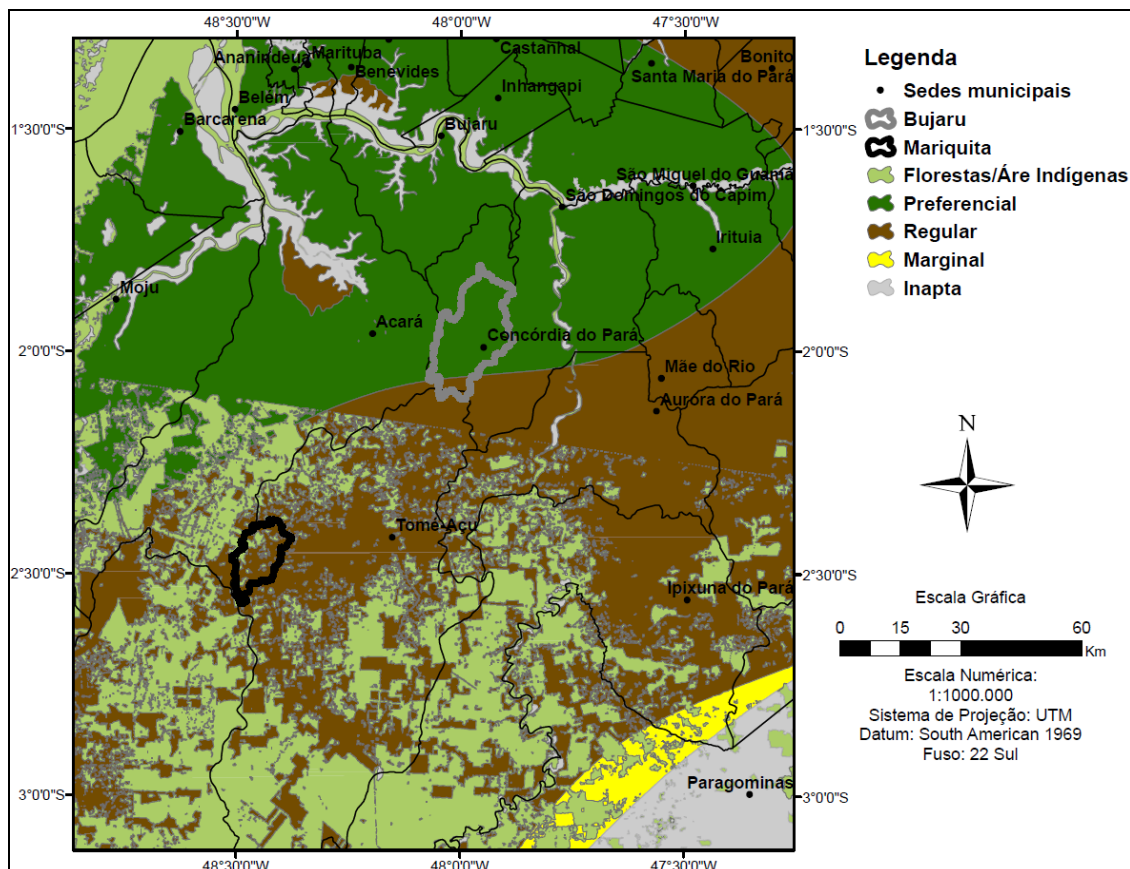 48°30'0"W 48°0'0"W 47°30'0"W
Castanhal
Marituba
Ananindeua
Benevides
Bonito
Santa Maria do Pará
Inhangapi
Belém
Barcarena
1°30'0"S
Bujaru
1°30'0"S
São Miguel do Guamá
São Domingos do Capim
Irituia
Moju
Acará
Concórdia do Pará
2°0'0"S
2°0'0"S
Mãe do Rio
Aurora do Pará
Tomé-Açu
2°30'0"S
2°30'0"S
Ipixuna do Pará
Paragominas
3°0'0"S
3°0'0"S
48°30'0"W 48°0'0"W 47°30'0"W
Legenda
Sedes municipais
Bujaru
Mariquita
Florestas/Áre Indígenas
Preferencial
Regular
Marginal
Inapta
N
Escala Gráfica
0 15 30 60
Km
Escala Numérica:
1:1000.000
Sistema de Projeção: UTM
Datum: South American 1969
Fuso: 22 Sul